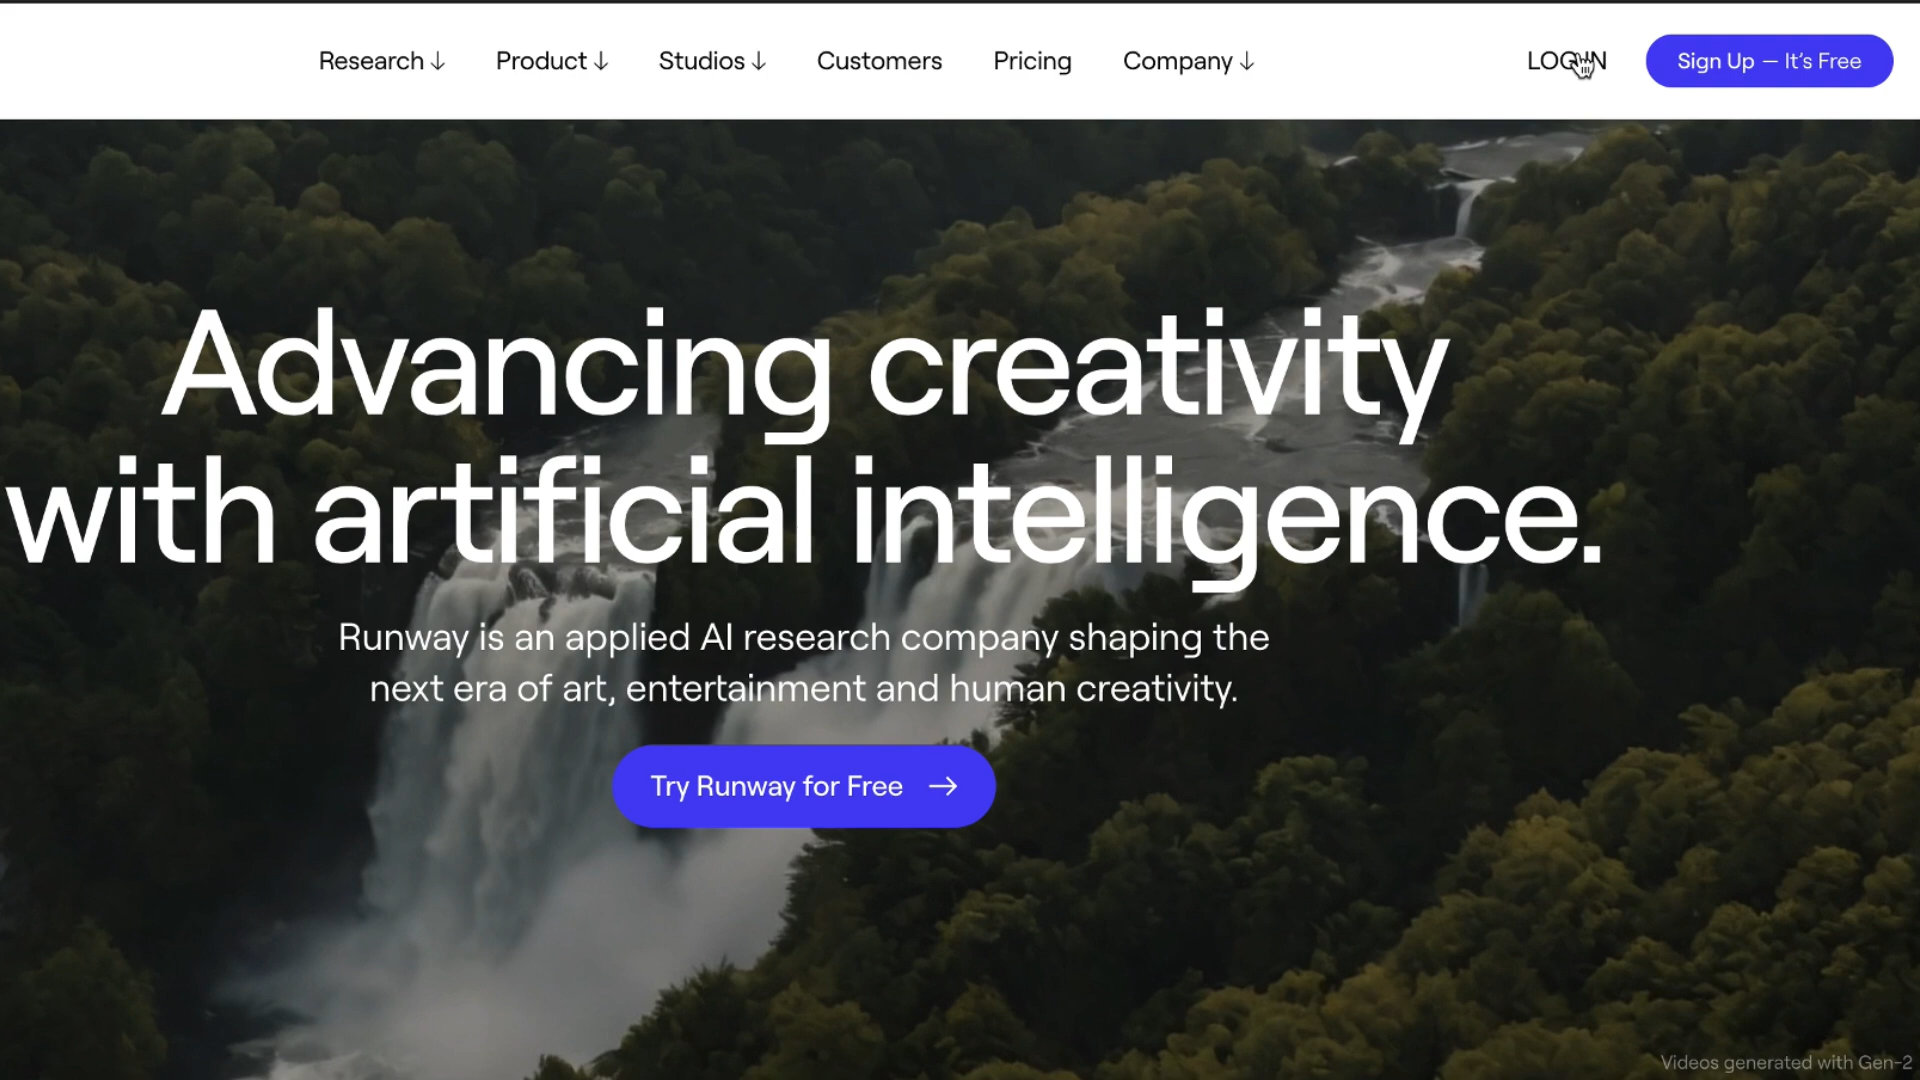 Research ↓ Product ↓ Studios ↓ Customers Pricing Company ↓ LOGIN Sign Up — It's Free
Advancing creativity
with artificial intelligence.
Runway is an applied AI research company shaping the
next era of art, entertainment and human creativity.
Try Runway for Free →
Videos generated with Gen-2